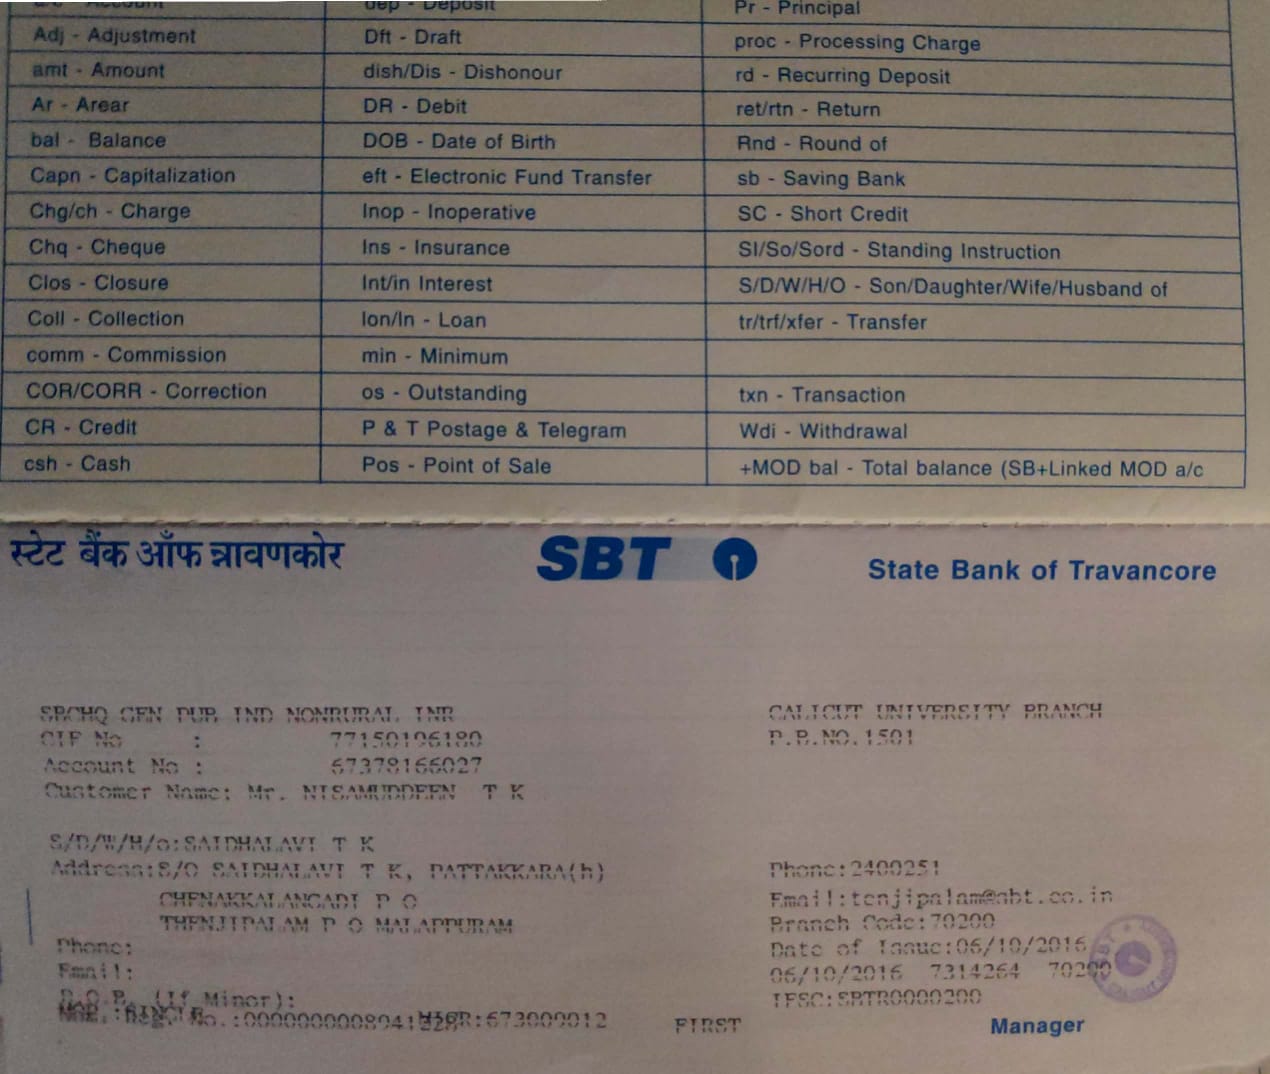 dep - Deposit Pr - Principal
Adj - Adjustment Dft - Draft proc - Processing Charge
amt - Amount dish/Dis - Dishonour rd - Recurring Deposit
Ar - Arear DR - Debit ret/rtn - Return
bal - Balance DOB - Date of Birth Rnd - Round of
Capn - Capitalization eft - Electronic Fund Transfer sb - Saving Bank
Chg/ch - Charge Inop - Inoperative SC - Short Credit
Chq - Cheque Ins - Insurance SI/So/Sord - Standing Instruction
Clos - Closure Int/in Interest S/D/W/H/O - Son/Daughter/Wife/Husband of
Coll - Collection lon/ln - Loan tr/trf/xfer - Transfer
comm - Commission min - Minimum
COR/CORR - Correction os - Outstanding txn - Transaction
CR - Credit P & T Postage & Telegram Wdi - Withdrawal
csh - Cash Pos - Point of Sale +MOD bal - Total balance (SB+Linked MOD a/c
स्टेट बैंक ऑफ त्रावणकोर SBT State Bank of Travancore
SBCHQ GEN PUB IND NONRURAL INR CALICUT UNIVERSITY BRANCH
CIF No : 77150196180 P.B.NO.1501
Account No : 67378166027
Customer Name: Mr. NISAMUDDEEN T K
S/D/W/H/o:SAIDHALAVI T K
Address:S/O SAIDHALAVI T K, PATTAKKARA(h) Phone:2400251
CHENAKKALANGADI P O Email:tenjipalam@sbt.co.in
THENJIPALAM P O MALAPPURAM Branch Code:70200
Phone: Date of Issue:06/10/2016
Email: 06/10/2016 7314264 70200
D.O.B. (If Minor): IFSC:SBTR0000200
MOP :SINGLE
Nom. Reg. No.: MICR:673009012 FIRST Manager
SBT